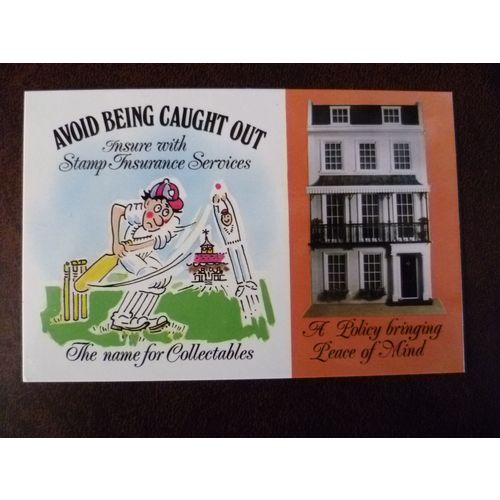 AVOID BEING CAUGHT OUT
Insure with
Stamp Insurance Services
The name for Collectables
A Policy bringing
Peace of Mind